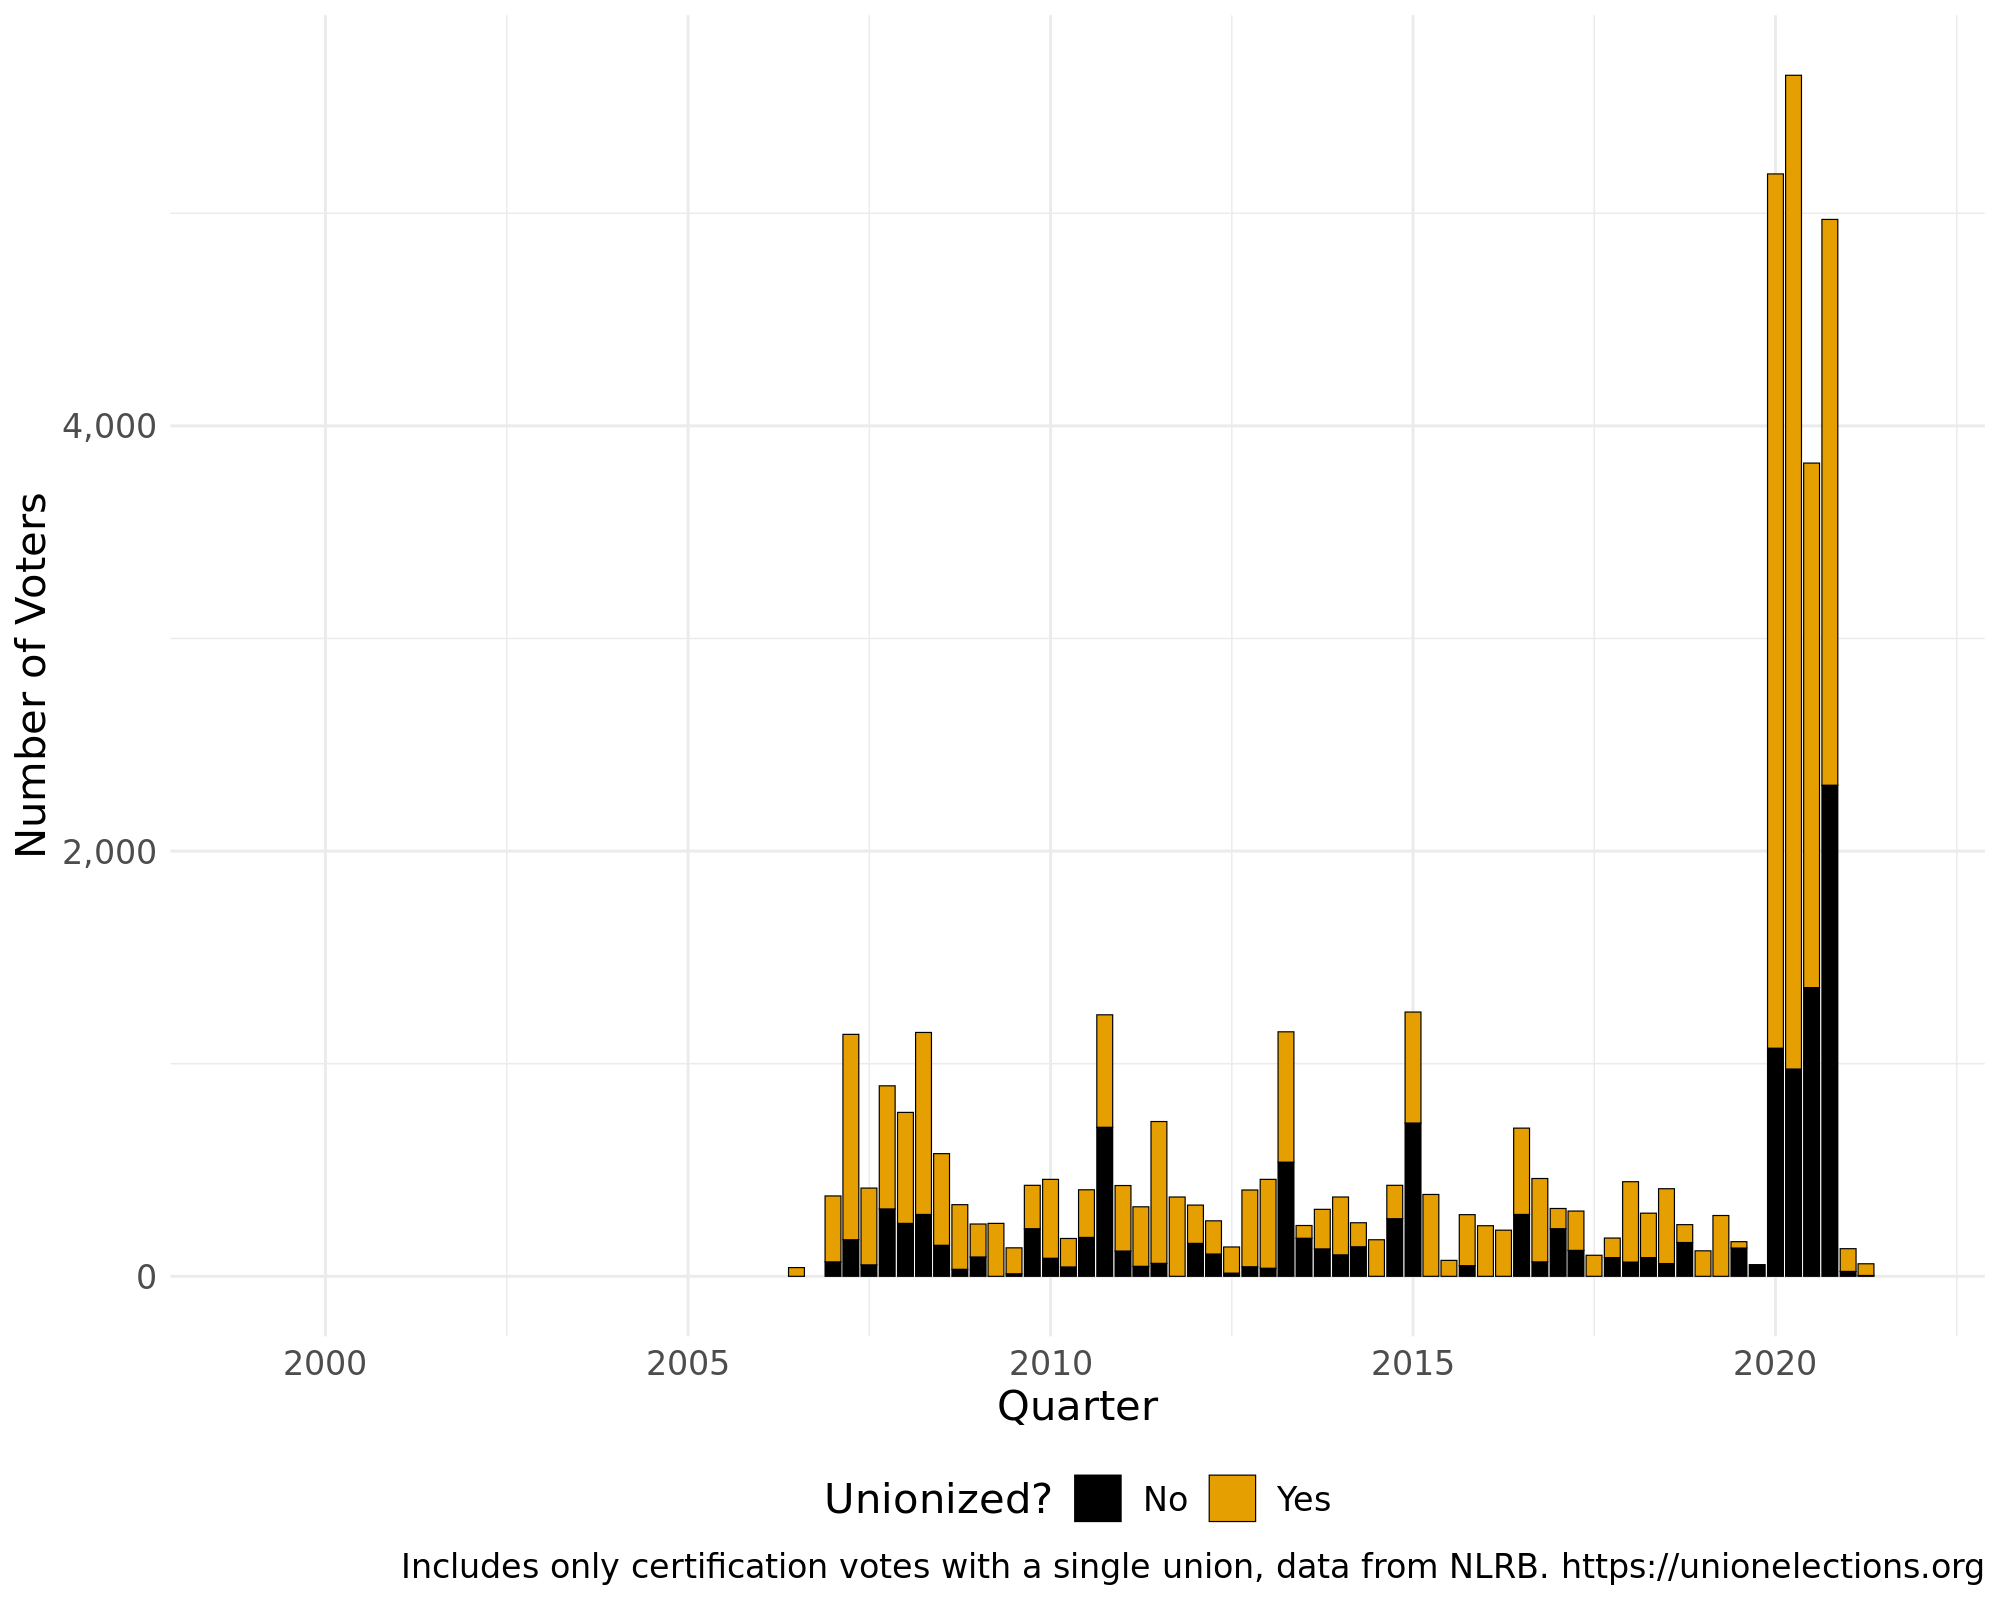 Number of Voters
4,000
2,000
0
2000 2005 2010 2015 2020
Quarter
Unionized? No Yes
Includes only certification votes with a single union, data from NLRB. https://unionelections.org